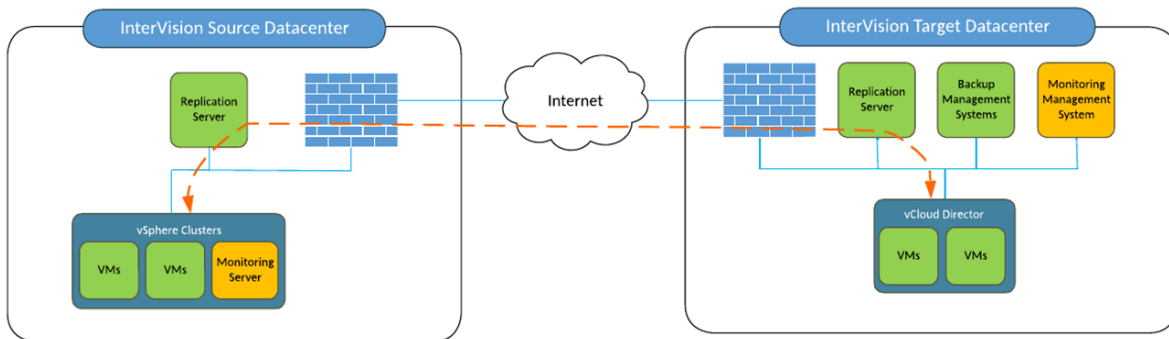 InterVision Source Datacenter
InterVision Target Datacenter
Replication
Server
Internet
Replication
Server
Backup
Management
Systems
Monitoring
Management
System
vSphere Clusters
VMs
VMs
Monitoring
Server
vCloud Director
VMs
VMs